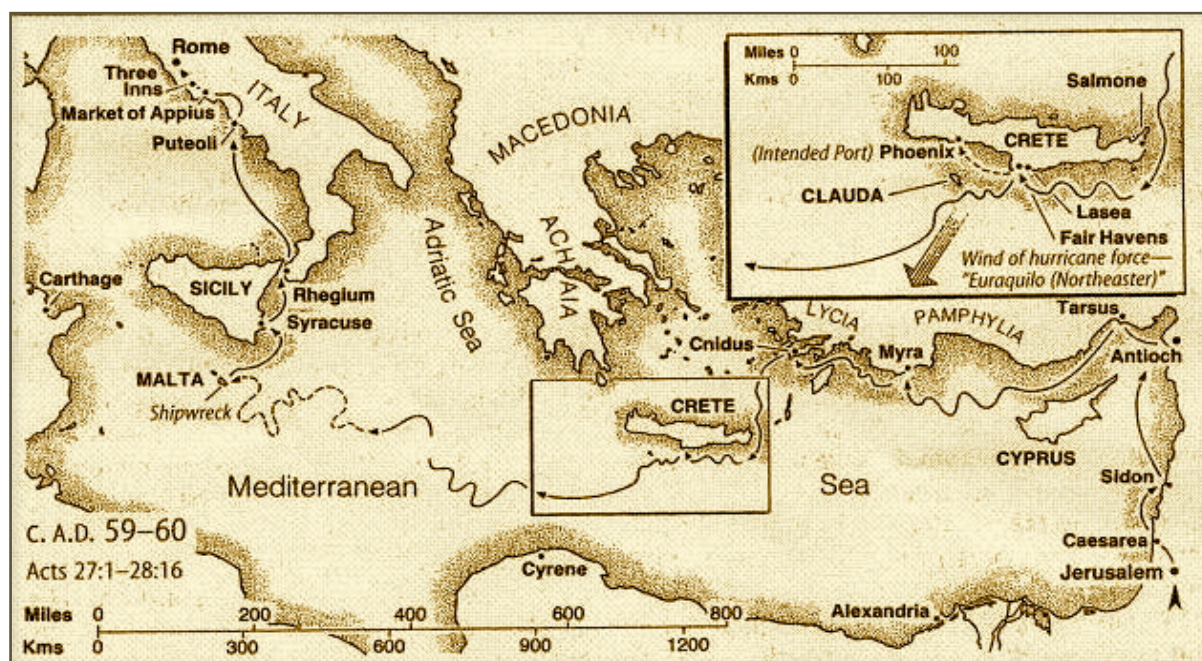 Rome
Three
Inns
Market of Appius
Puteoli
ITALY
MACEDONIA
Adriatic Sea
ACHAIA
Carthage
SICILY
Rhegium
Syracuse
MALTA
Shipwreck
Mediterranean
Sea
C. A.D. 59–60
Acts 27:1–28:16
Miles 0 200 400 600 800
Kms 0 300 600 900 1200
Cyrene
Alexandria
CRETE
Cnidus
LYCIA
Myra
PAMPHYLIA
Tarsus
Antioch
CYPRUS
Sidon
Caesarea
Jerusalem
Miles 0 100
Kms 0 100
Salmone
CRETE
(Intended Port) Phoenix
CLAUDA
Lasea
Fair Havens
Wind of hurricane force—
"Euraquilo (Northeaster)"